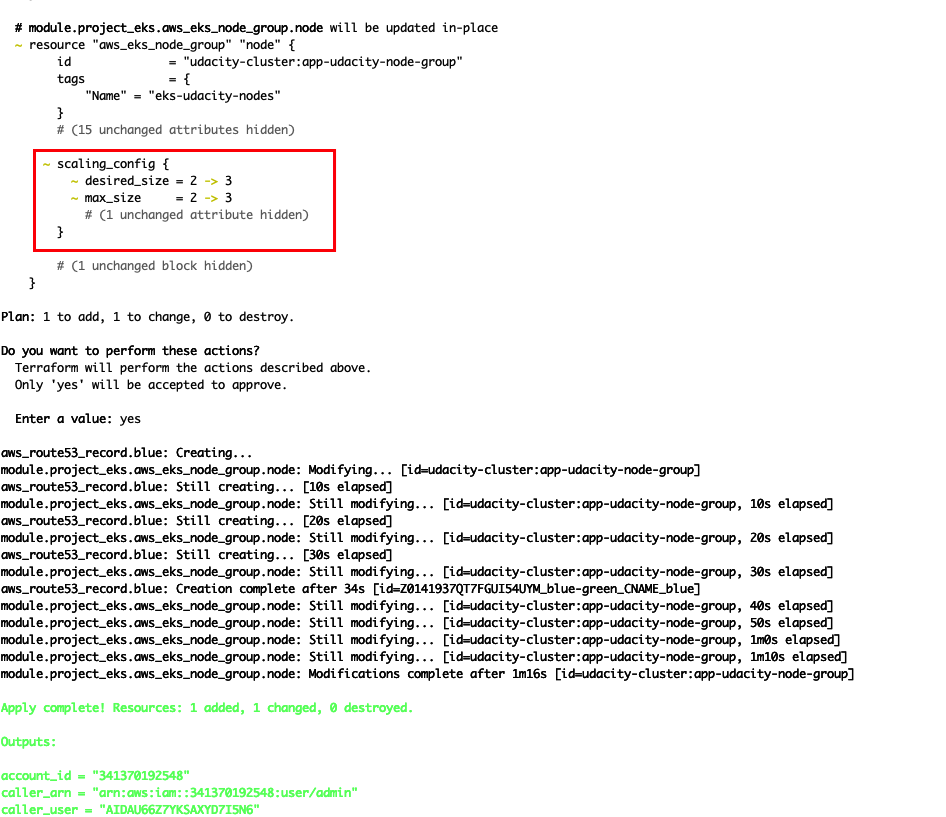 # module.project_eks.aws_eks_node_group.node will be updated in-place
~ resource "aws_eks_node_group" "node" {
id = "udacity-cluster:app-udacity-node-group"
tags = {
"Name" = "eks-udacity-nodes"
}
# (15 unchanged attributes hidden)
~ scaling_config {
~ desired_size = 2 -> 3
~ max_size = 2 -> 3
# (1 unchanged attribute hidden)
}
# (1 unchanged block hidden)
}
Plan: 1 to add, 1 to change, 0 to destroy.
Do you want to perform these actions?
Terraform will perform the actions described above.
Only 'yes' will be accepted to approve.
Enter a value: yes
aws_route53_record.blue: Creating...
module.project_eks.aws_eks_node_group.node: Modifying... [id=udacity-cluster:app-udacity-node-group]
aws_route53_record.blue: Still creating... [10s elapsed]
module.project_eks.aws_eks_node_group.node: Still modifying... [id=udacity-cluster:app-udacity-node-group, 10s elapsed]
aws_route53_record.blue: Still creating... [20s elapsed]
module.project_eks.aws_eks_node_group.node: Still modifying... [id=udacity-cluster:app-udacity-node-group, 20s elapsed]
aws_route53_record.blue: Still creating... [30s elapsed]
module.project_eks.aws_eks_node_group.node: Still modifying... [id=udacity-cluster:app-udacity-node-group, 30s elapsed]
aws_route53_record.blue: Creation complete after 34s [id=Z0141937QT7FGUI54UYM_blue-green_CNAME_blue]
module.project_eks.aws_eks_node_group.node: Still modifying... [id=udacity-cluster:app-udacity-node-group, 40s elapsed]
module.project_eks.aws_eks_node_group.node: Still modifying... [id=udacity-cluster:app-udacity-node-group, 50s elapsed]
module.project_eks.aws_eks_node_group.node: Still modifying... [id=udacity-cluster:app-udacity-node-group, 1m0s elapsed]
module.project_eks.aws_eks_node_group.node: Still modifying... [id=udacity-cluster:app-udacity-node-group, 1m10s elapsed]
module.project_eks.aws_eks_node_group.node: Modifications complete after 1m16s [id=udacity-cluster:app-udacity-node-group]
Apply complete! Resources: 1 added, 1 changed, 0 destroyed.
Outputs:
account_id = "341370192548"
caller_arn = "arn:aws:iam::341370192548:user/admin"
caller_user = "AIDAU66Z7YKSAXYD7I5N6"